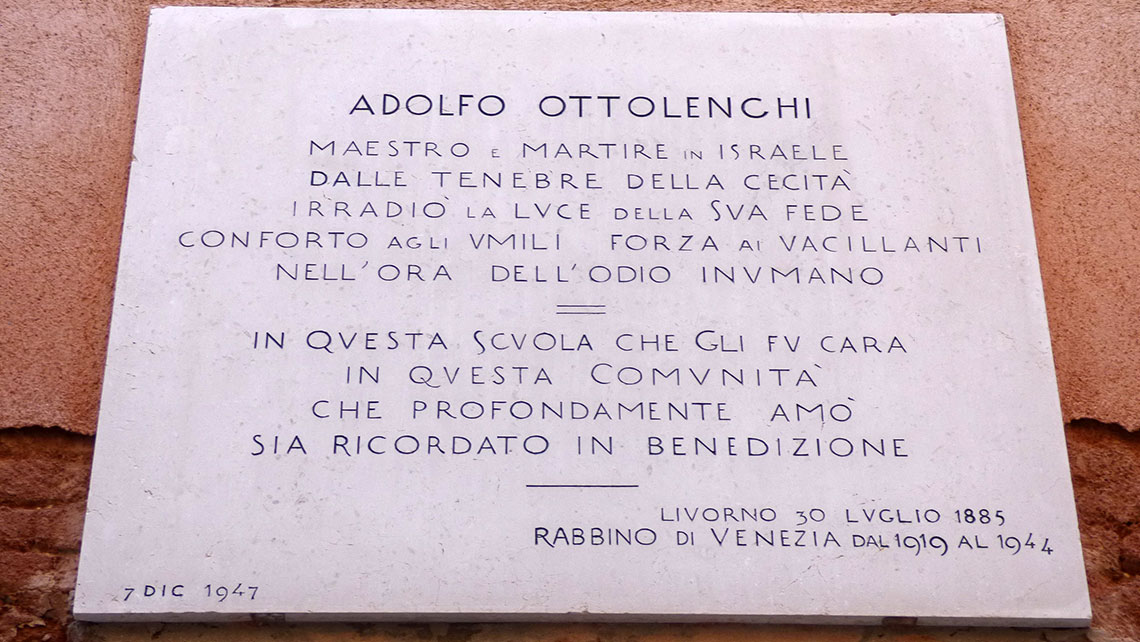 ADOLFO OTTOLENGHI
MAESTRO E MARTIRE IN ISRAELE
DALLE TENEBRE DELLA CECITÀ
IRRADIÒ LA LVCE DELLA SVA FEDE
CONFORTO AGLI VMILI FORZA AI VACILLANTI
NELL'ORA DELL'ODIO INVMANO
IN QVESTA SCVOLA CHE GLI FV CARA
IN QVESTA COMVNITÀ
CHE PROFONDAMENTE AMÒ
SIA RICORDATO IN BENEDIZIONE
LIVORNO 30 LVGLIO 1885
RABBINO DI VENEZIA DAL 1919 AL 1944
7 DIC 1947